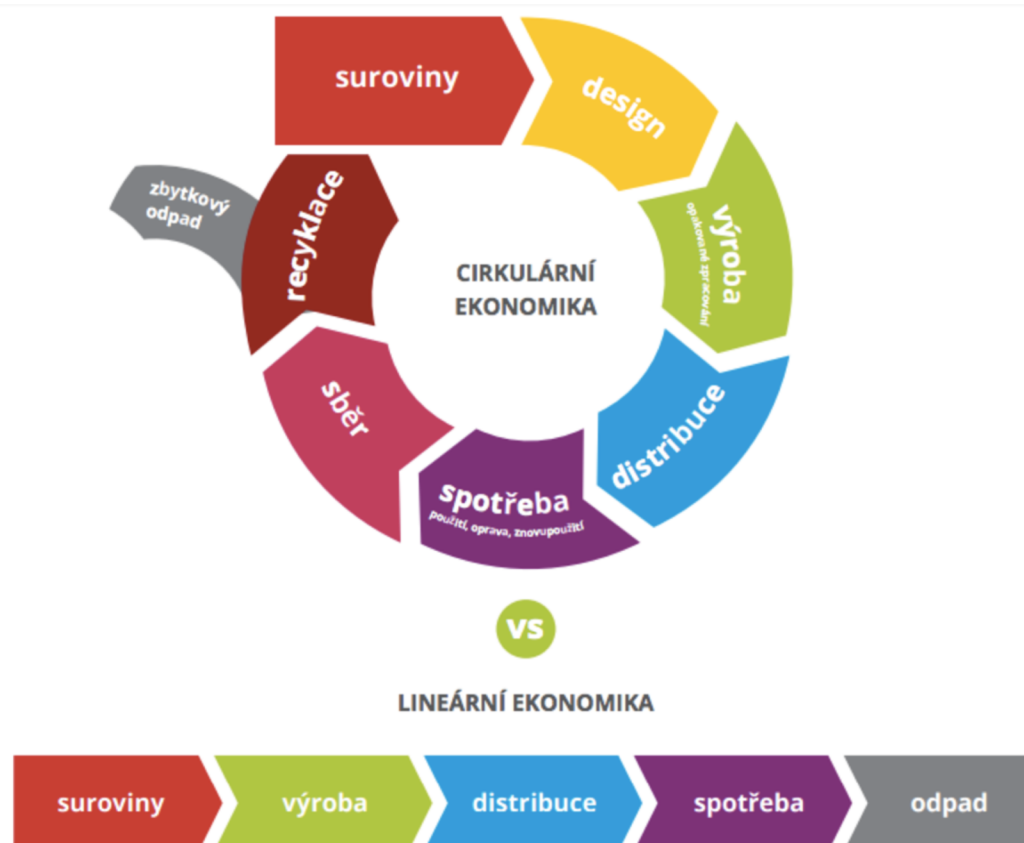 suroviny
design
výroba
opakované zpracování
distribuce
spotřeba
použití, oprava, znovupoužití
sběr
recyklace
zbytkový
odpad
CIRKULÁRNÍ
EKONOMIKA
vs
LINEÁRNÍ EKONOMIKA
suroviny
výroba
distribuce
spotřeba
odpad